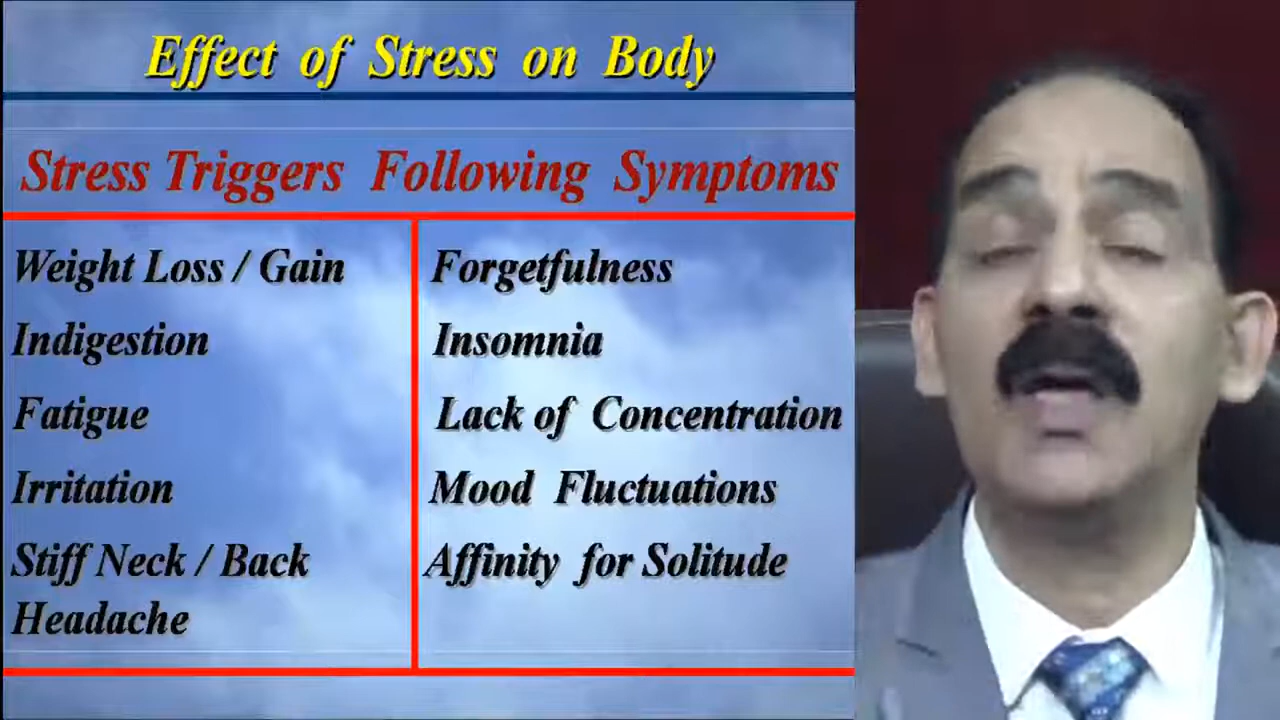 Effect of Stress on Body
Stress Triggers Following Symptoms
Weight Loss / Gain
Indigestion
Fatigue
Irritation
Stiff Neck / Back
Headache
Forgetfulness
Insomnia
Lack of Concentration
Mood Fluctuations
Affinity for Solitude